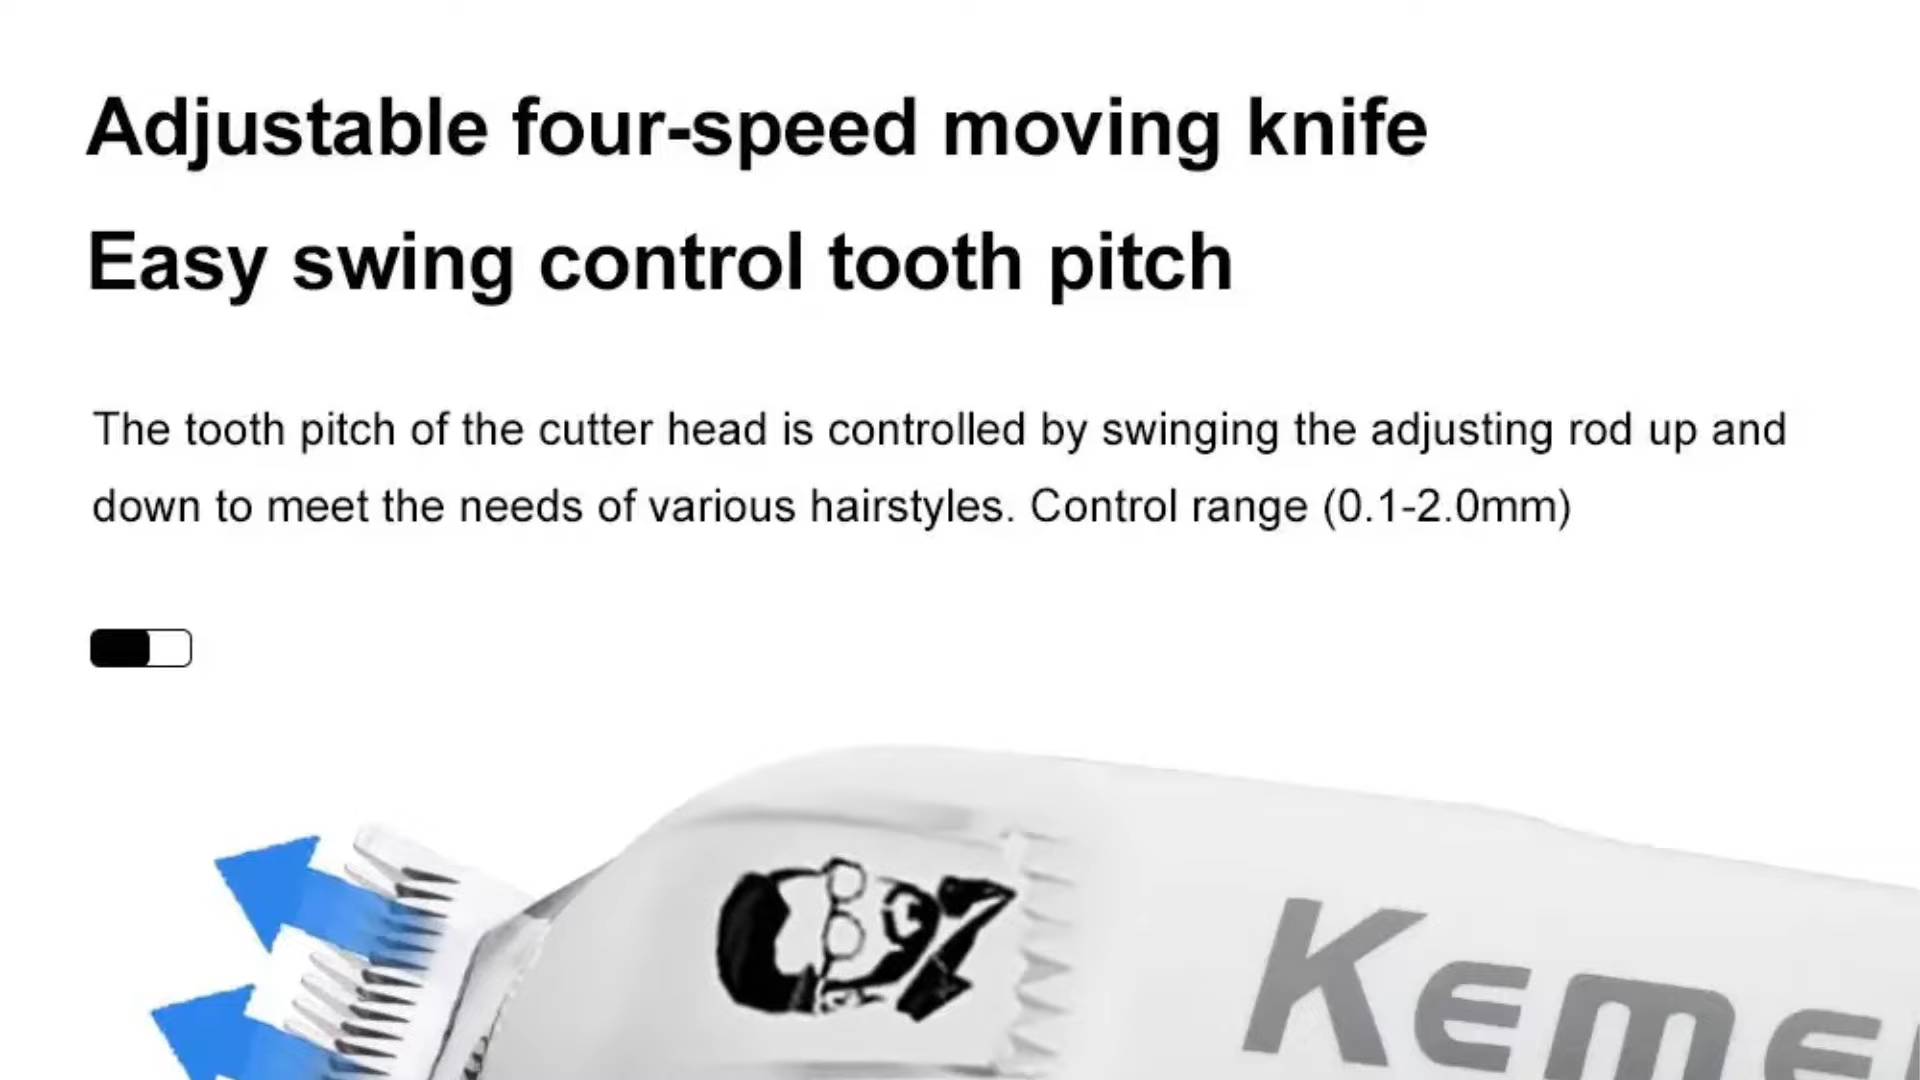 Adjustable four-speed moving knife
Easy swing control tooth pitch
The tooth pitch of the cutter head is controlled by swinging the adjusting rod up and
down to meet the needs of various hairstyles. Control range (0.1-2.0mm)
Keme